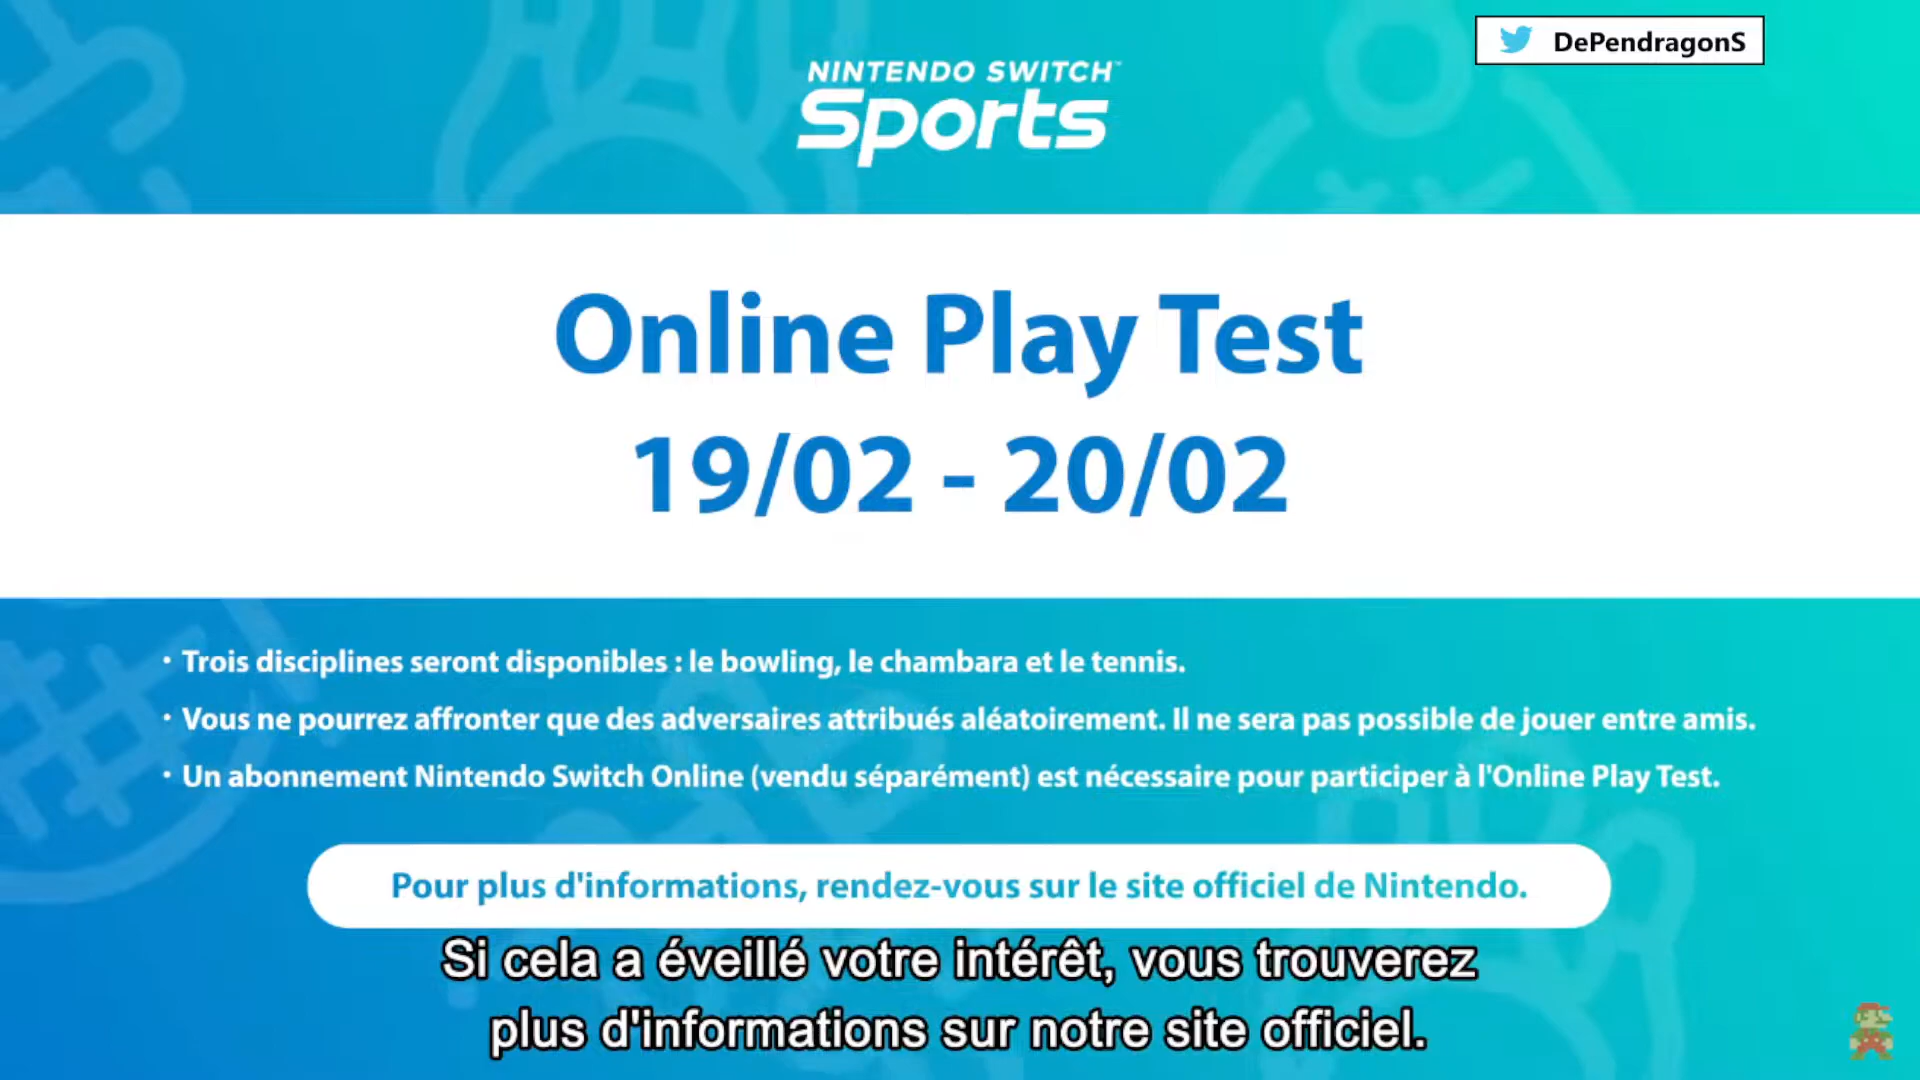 DePendragonS
NINTENDO SWITCH™
Sports
Online Play Test
19/02 - 20/02
· Trois disciplines seront disponibles : le bowling, le chambara et le tennis.
· Vous ne pourrez affronter que des adversaires attribués aléatoirement. Il ne sera pas possible de jouer entre amis.
· Un abonnement Nintendo Switch Online (vendu séparément) est nécessaire pour participer à l'Online Play Test.
Pour plus d'informations, rendez-vous sur le site officiel de Nintendo.
Si cela a éveillé votre intérêt, vous trouverez
plus d'informations sur notre site officiel.